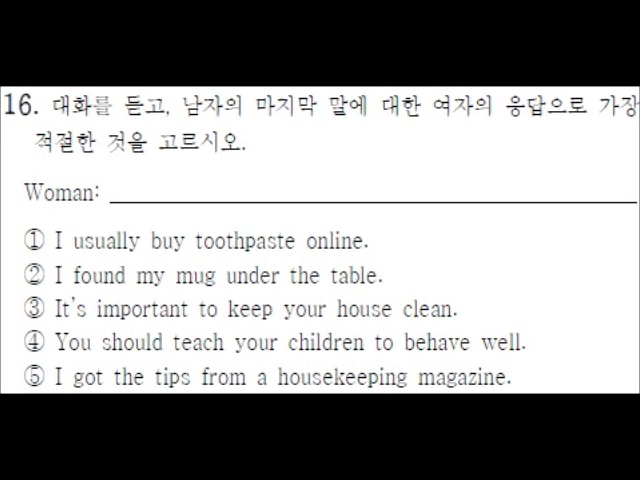 16. 대화를 듣고, 남자의 마지막 말에 대한 여자의 응답으로 가장
적절한 것을 고르시오.
Woman:
① I usually buy toothpaste online.
② I found my mug under the table.
③ It's important to keep your house clean.
④ You should teach your children to behave well.
⑤ I got the tips from a housekeeping magazine.